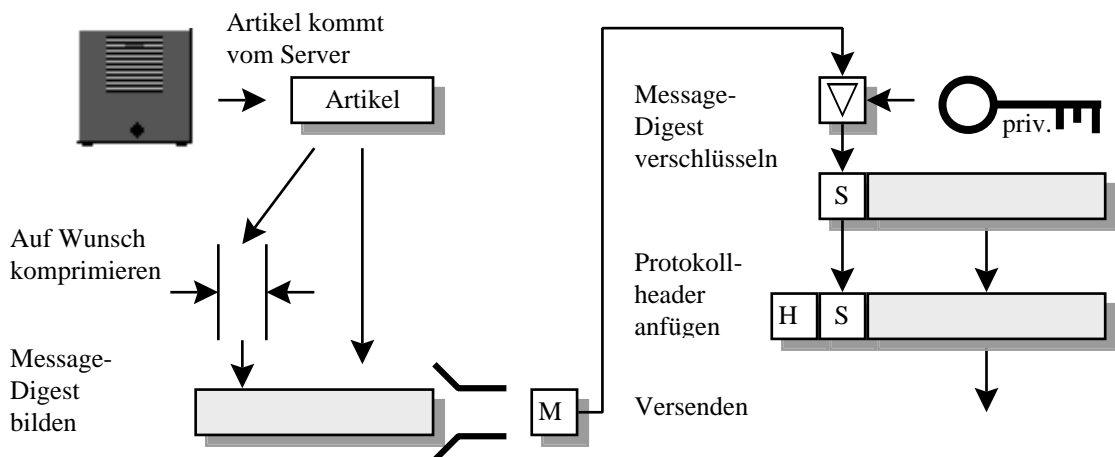 Artikel kommt
vom Server
Artikel
Auf Wunsch
komprimieren
Message-
Digest
bilden
M
Message-
Digest
verschlüsseln
priv.
S
Protokoll-
header
anfügen
H S
Versenden